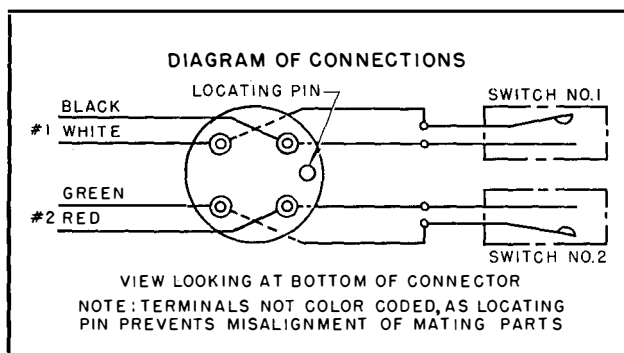 DIAGRAM OF CONNECTIONS
LOCATING PIN
SWITCH NO.1
BLACK
#1 WHITE
GREEN
#2 RED
SWITCH NO.2
VIEW LOOKING AT BOTTOM OF CONNECTOR
NOTE: TERMINALS NOT COLOR CODED, AS LOCATING
PIN PREVENTS MISALIGNMENT OF MATING PARTS